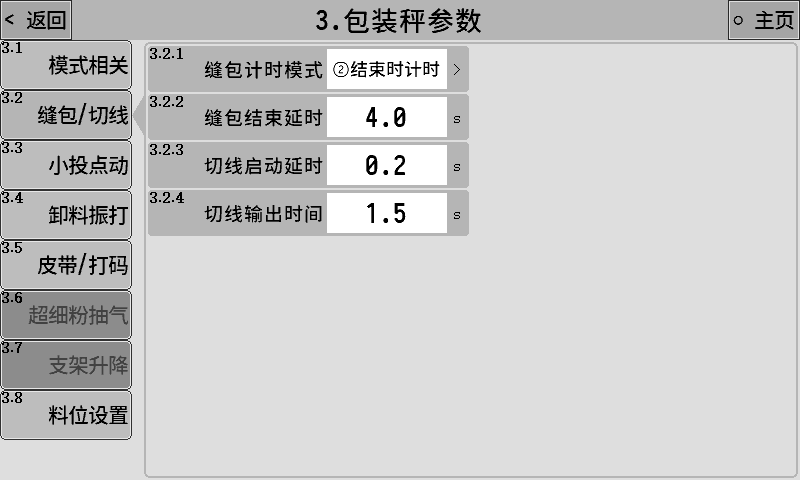 < 返回
3.包装秤参数
○ 主页
3.1
模式相关
3.2
缝包/切线
3.3
小投点动
3.4
卸料振打
3.5
皮带/打码
3.6
超细粉抽气
3.7
支架升降
3.8
料位设置
3.2.1
缝包计时模式 ②结束时计时 >
3.2.2
缝包结束延时 4.0 s
3.2.3
切线启动延时 0.2 s
3.2.4
切线输出时间 1.5 s